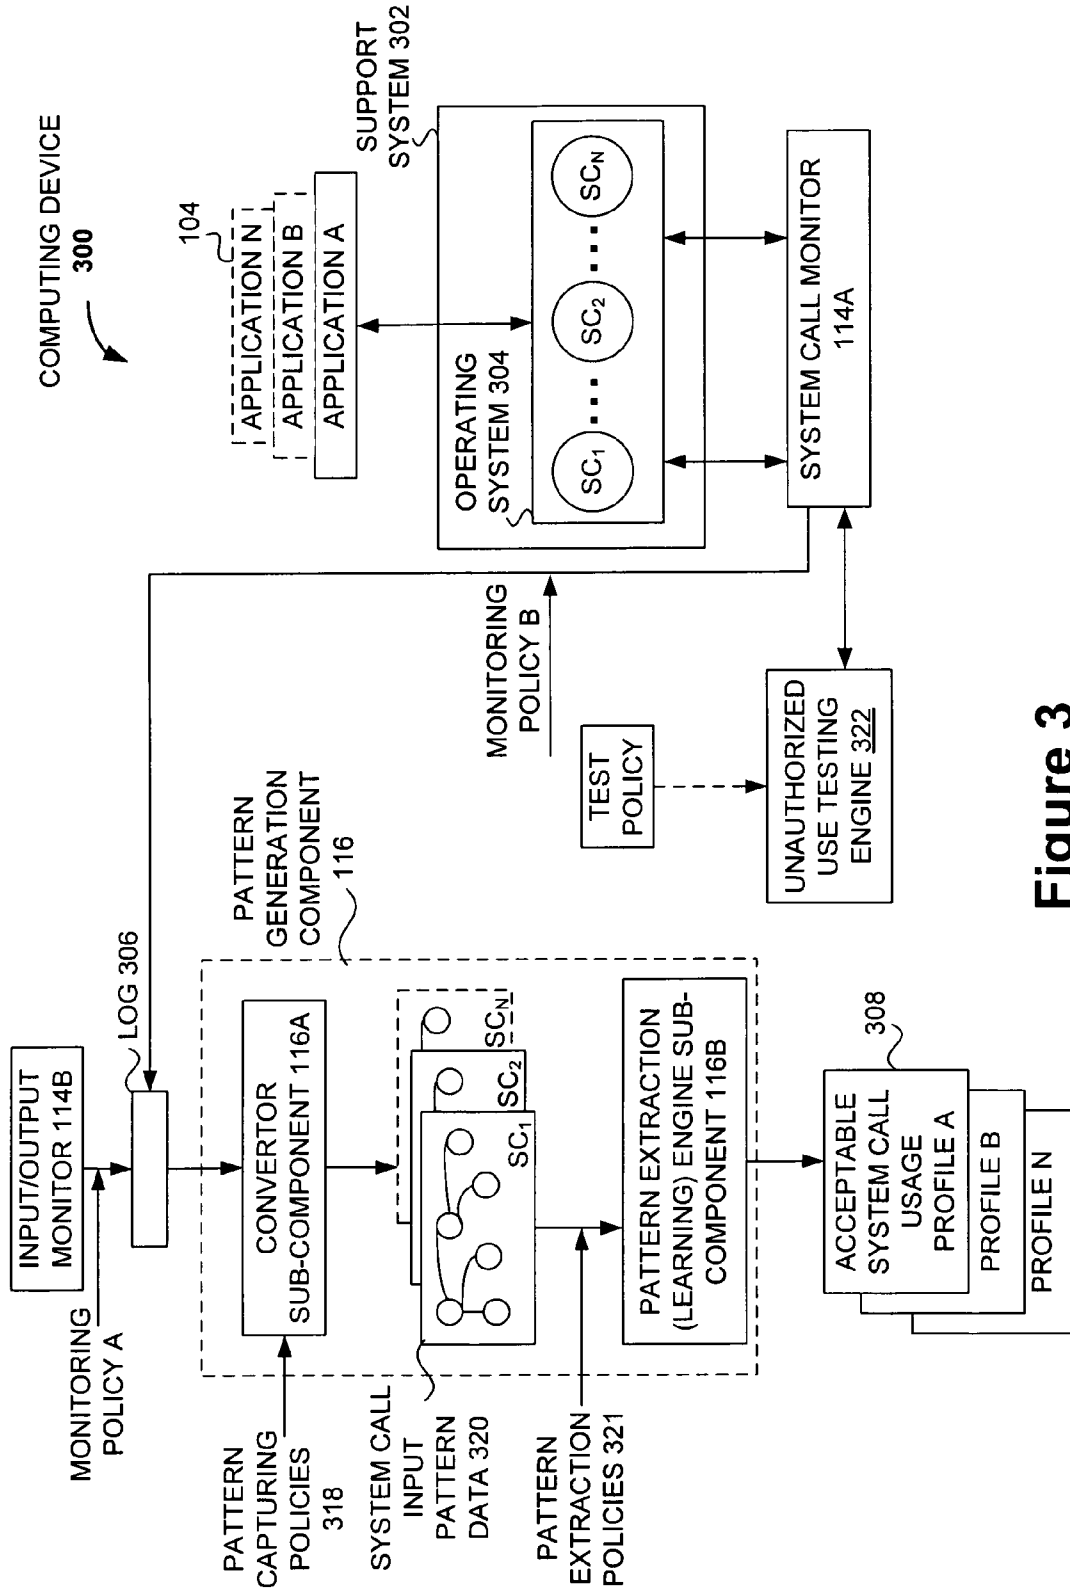 COMPUTING DEVICE
300
INPUT/OUTPUT
MONITOR 114B
MONITORING
POLICY A
LOG 306
PATTERN
GENERATION
COMPONENT
116
PATTERN
CAPTURING
POLICIES
318
CONVERTOR
SUB-COMPONENT 116A
SYSTEM CALL
INPUT
PATTERN
DATA 320
SC1
SC2
SCN
PATTERN
EXTRACTION
POLICIES 321
PATTERN EXTRACTION
(LEARNING) ENGINE SUB-
COMPONENT 116B
308
ACCEPTABLE
SYSTEM CALL
USAGE
PROFILE A
PROFILE B
PROFILE N
104
APPLICATION N
APPLICATION B
APPLICATION A
SUPPORT
SYSTEM 302
OPERATING
SYSTEM 304
SC1
SC2
SCN
MONITORING
POLICY B
SYSTEM CALL MONITOR
114A
TEST
POLICY
UNAUTHORIZED
USE TESTING
ENGINE 322
Figure 3